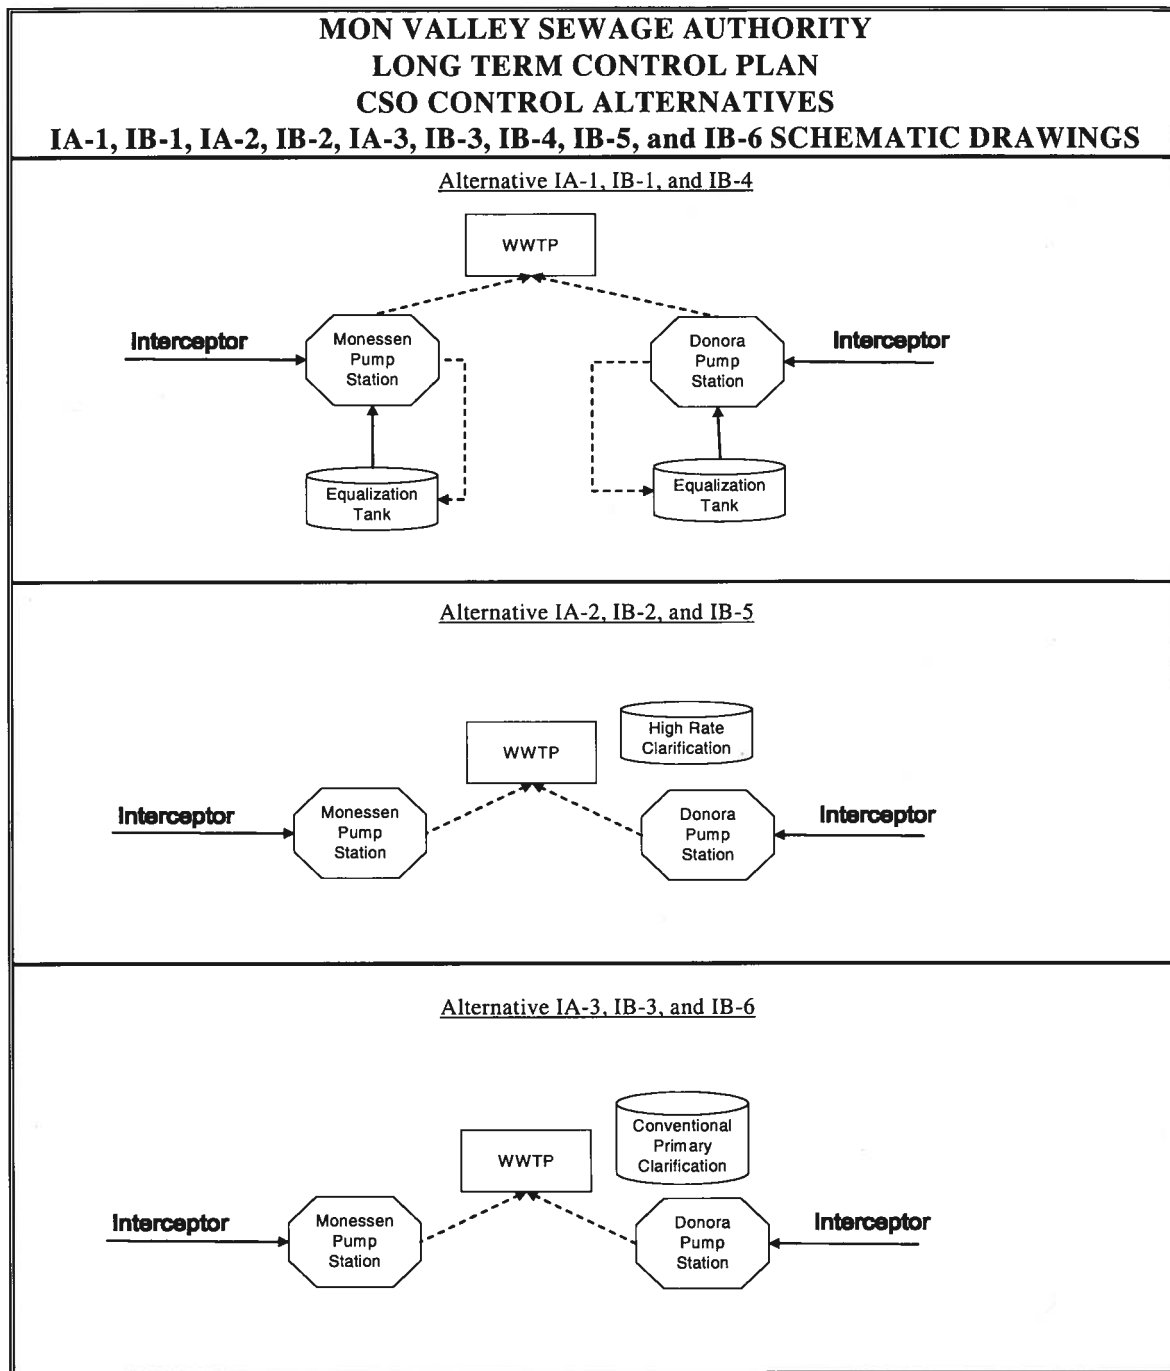 MON VALLEY SEWAGE AUTHORITY
LONG TERM CONTROL PLAN
CSO CONTROL ALTERNATIVES
IA-1, IB-1, IA-2, IB-2, IA-3, IB-3, IB-4, IB-5, and IB-6 SCHEMATIC DRAWINGS
Alternative IA-1, IB-1, and IB-4
WWTP
Interceptor
Monessen
Pump
Station
Donora
Pump
Station
Interceptor
Equalization
Tank
Equalization
Tank
Alternative IA-2, IB-2, and IB-5
High Rate
Clarification
WWTP
Interceptor
Monessen
Pump
Station
Donora
Pump
Station
Interceptor
Alternative IA-3, IB-3, and IB-6
Conventional
Primary
Clarification
WWTP
Interceptor
Monessen
Pump
Station
Donora
Pump
Station
Interceptor